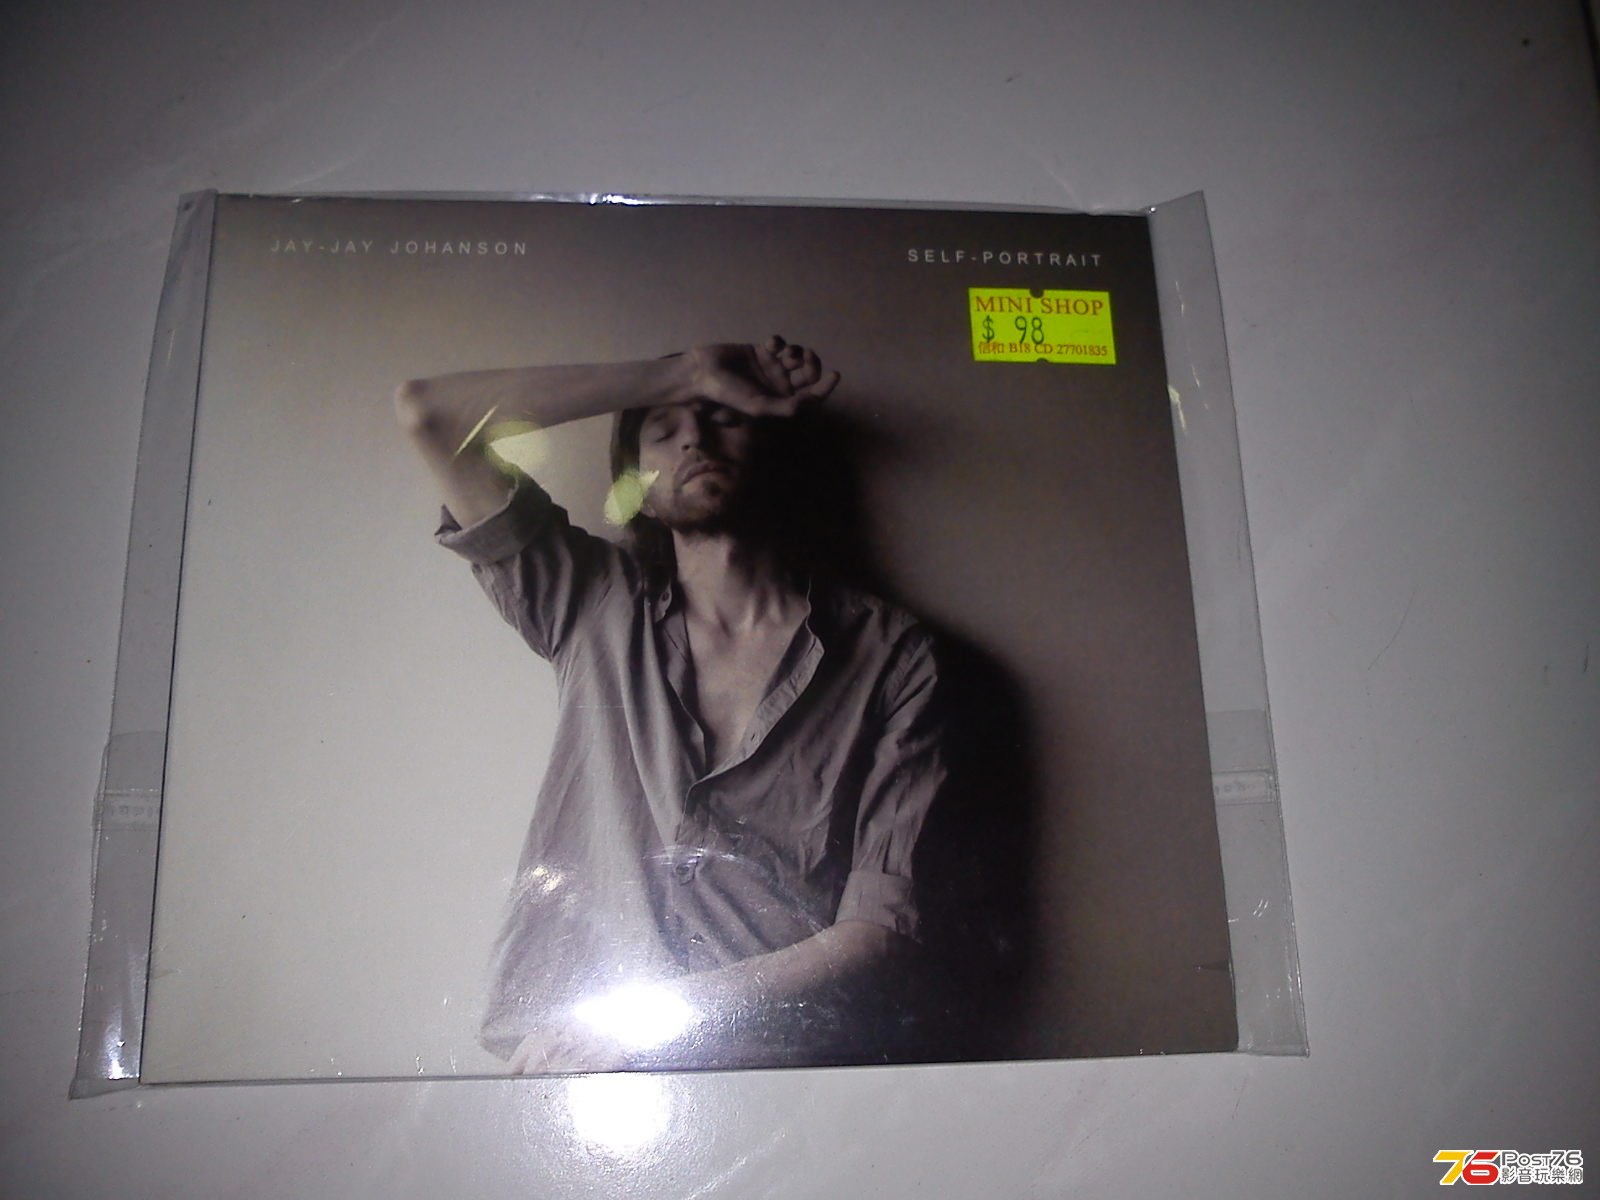 JAY-JAY JOHANSON
SELF-PORTRAIT
MINI SHOP
$ 98
信和 B18 CD 27701835
76 Post76
影音玩樂網